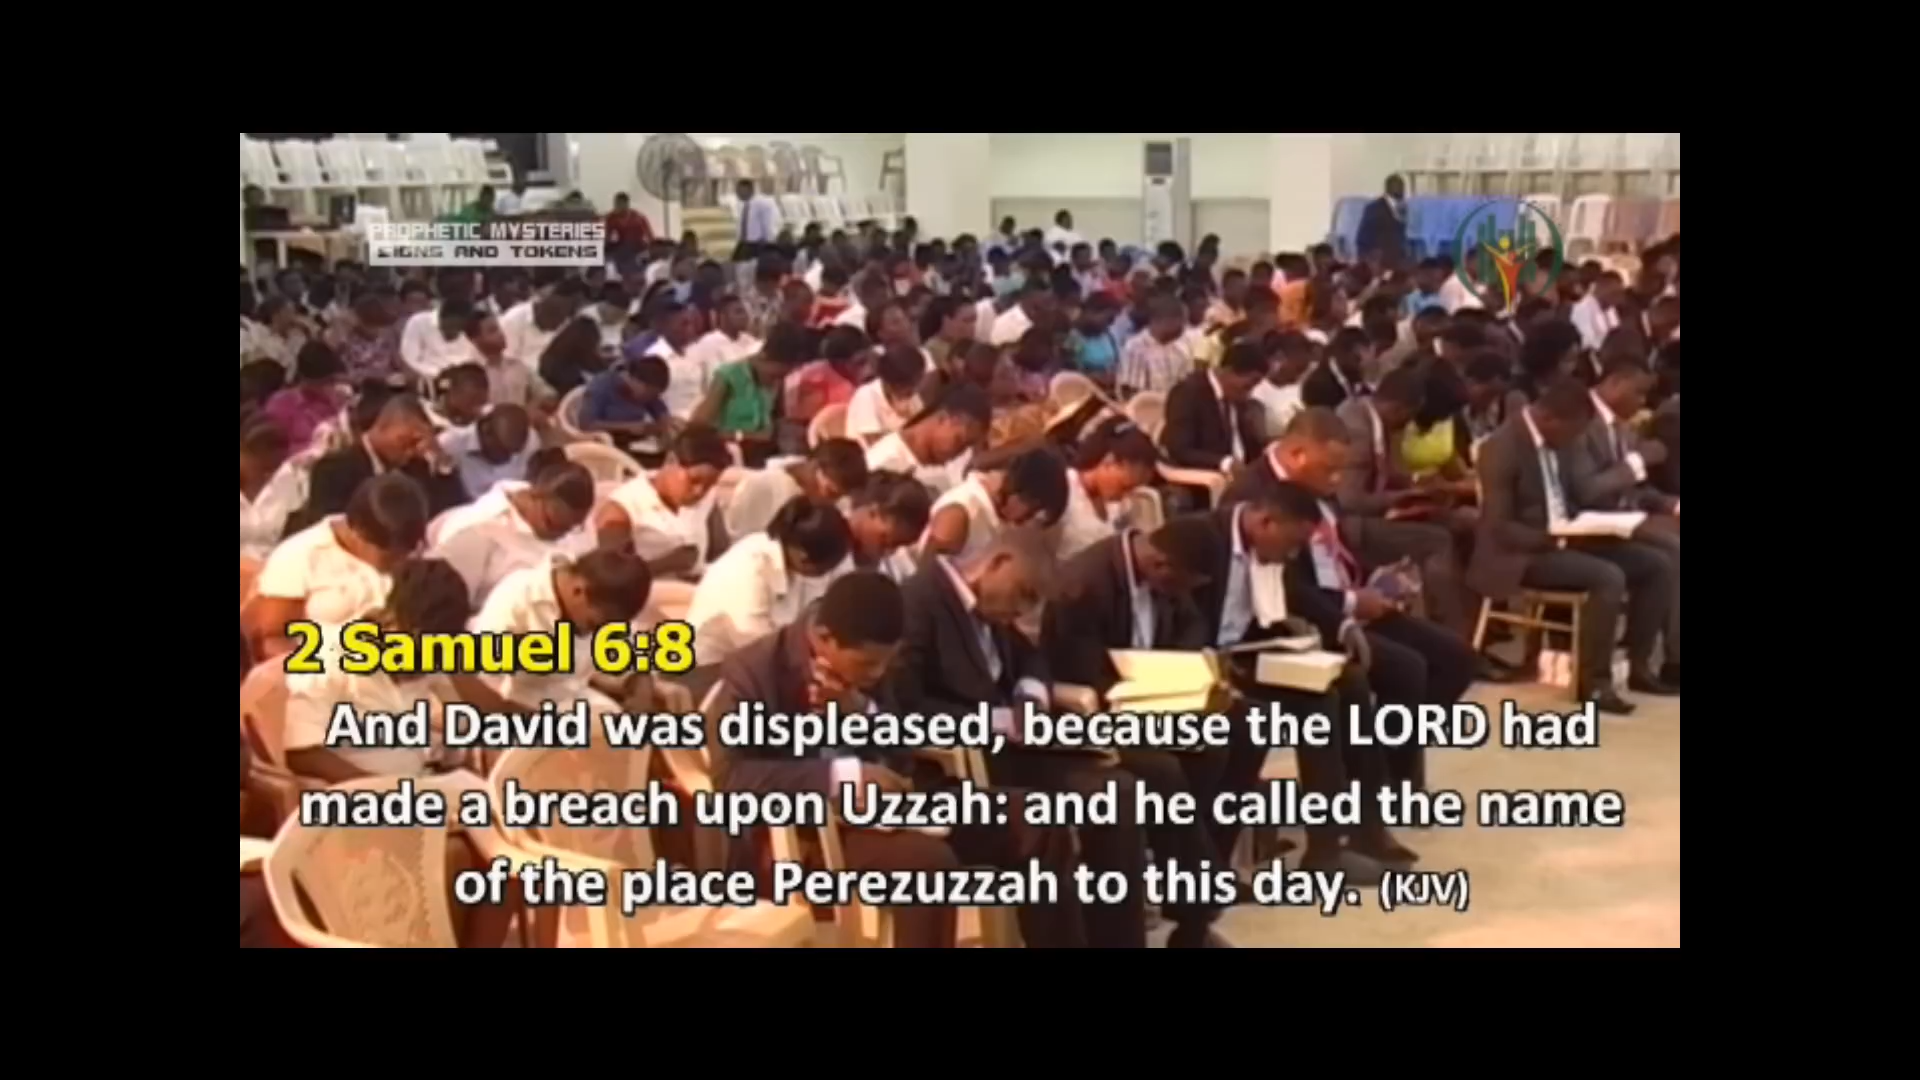 PROPHETIC MYSTERIES
SIGNS AND TOKENS
2 Samuel 6:8
And David was displeased, because the LORD had
made a breach upon Uzzah: and he called the name
of the place Perezuzzah to this day. (KJV)